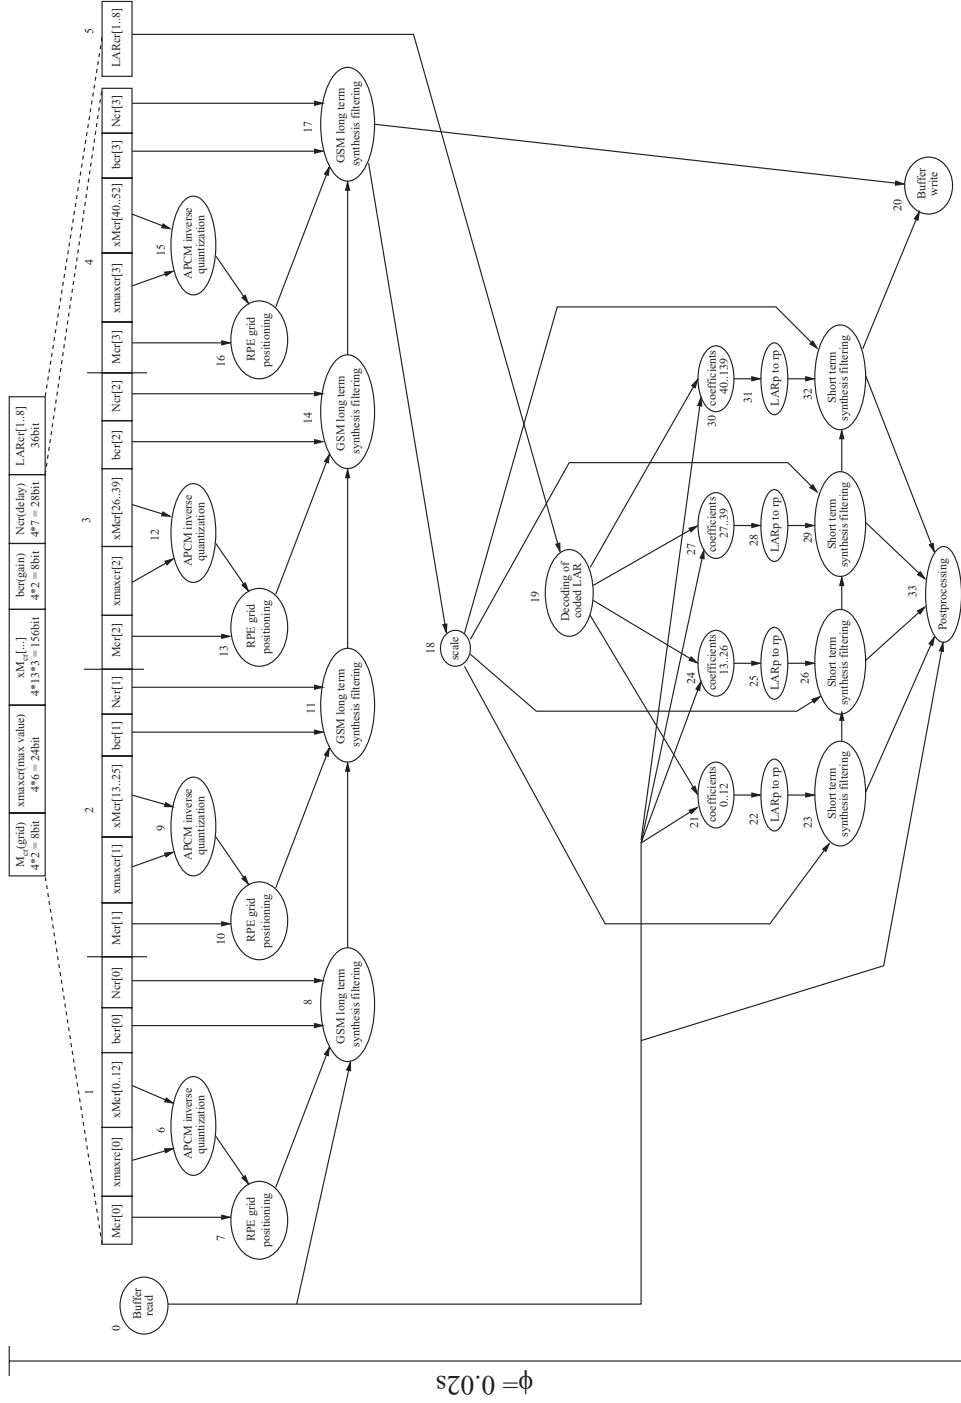 M_cr(grid)
4*2 = 8bit
xmaxcr(max value)
4*6 = 24bit
xM_cr[...]
4*13*3 = 156bit
bcr(gain)
4*2 = 8bit
Ncr(delay)
4*7 = 28bit
LARcr[1..8]
36bit
1
2
3
4
5
Mcr[0]
xmaxrc[0]
xMcr[0..12]
bcr[0]
Ncr[0]
Mcr[1]
xmaxcr[1]
xMcr[13..25]
bcr[1]
Ncr[1]
Mcr[2]
xmaxcr[2]
xMcr[26..39]
bcr[2]
Ncr[2]
Mcr[3]
xmaxcr[3]
xMcr[40..52]
bcr[3]
Ncr[3]
LARcr[1..8]
0
Buffer
read
6
APCM inverse
quantization
9
APCM inverse
quantization
12
APCM inverse
quantization
15
APCM inverse
quantization
7
RPE grid
positioning
10
RPE grid
positioning
13
RPE grid
positioning
16
RPE grid
positioning
8
GSM long term
synthesis filtering
11
GSM long term
synthesis filtering
14
GSM long term
synthesis filtering
17
GSM long term
synthesis filtering
18
scale
19
Decoding of
coded LAR
21
coefficients
0..12
24
coefficients
13..26
27
coefficients
27..39
30
coefficients
40..139
22
LARp to rp
25
LARp to rp
28
LARp to rp
31
LARp to rp
23
Short term
synthesis filtering
26
Short term
synthesis filtering
29
Short term
synthesis filtering
32
Short term
synthesis filtering
20
Buffer
write
33
Postprocessing
ϕ= 0.02s